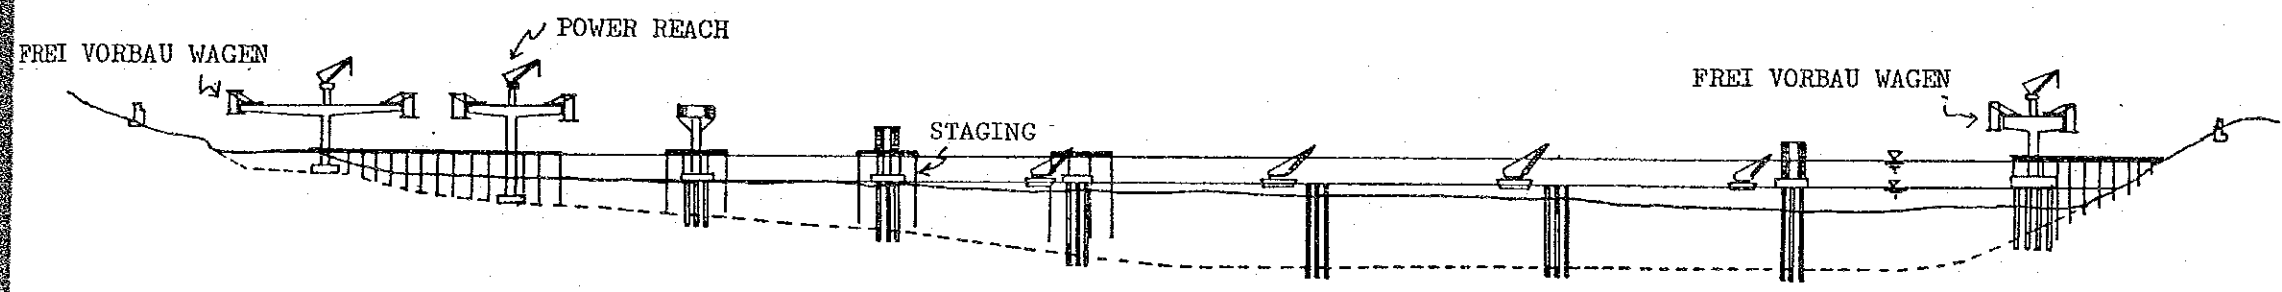 POWER REACH
FREI VORBAU WAGEN
FREI VORBAU WAGEN
STAGING